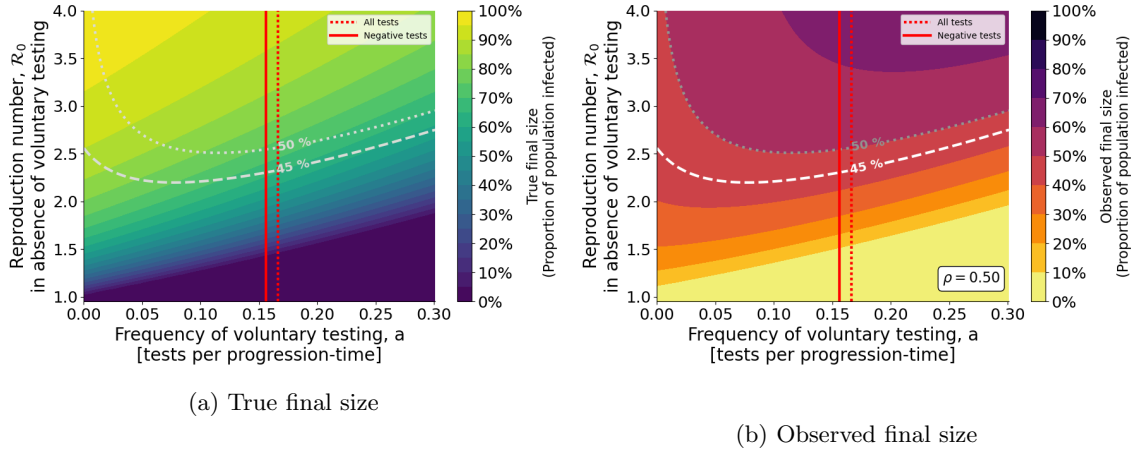 4.0
3.5
3.0
2.5
2.0
1.5
1.0
0.00
0.05
0.10
0.15
0.20
0.25
0.30
Reproduction number, R₀
in absence of voluntary testing
Frequency of voluntary testing, a
[tests per progression-time]
All tests
Negative tests
50 %
45 %
100%
90%
80%
70%
60%
50%
40%
30%
20%
10%
0%
True final size
(Proportion of population infected)
(a) True final size
4.0
3.5
3.0
2.5
2.0
1.5
1.0
0.00
0.05
0.10
0.15
0.20
0.25
0.30
Reproduction number, R₀
in absence of voluntary testing
Frequency of voluntary testing, a
[tests per progression-time]
All tests
Negative tests
50 %
45 %
ρ = 0.50
100%
90%
80%
70%
60%
50%
40%
30%
20%
10%
0%
Observed final size
(Proportion of population infected)
(b) Observed final size